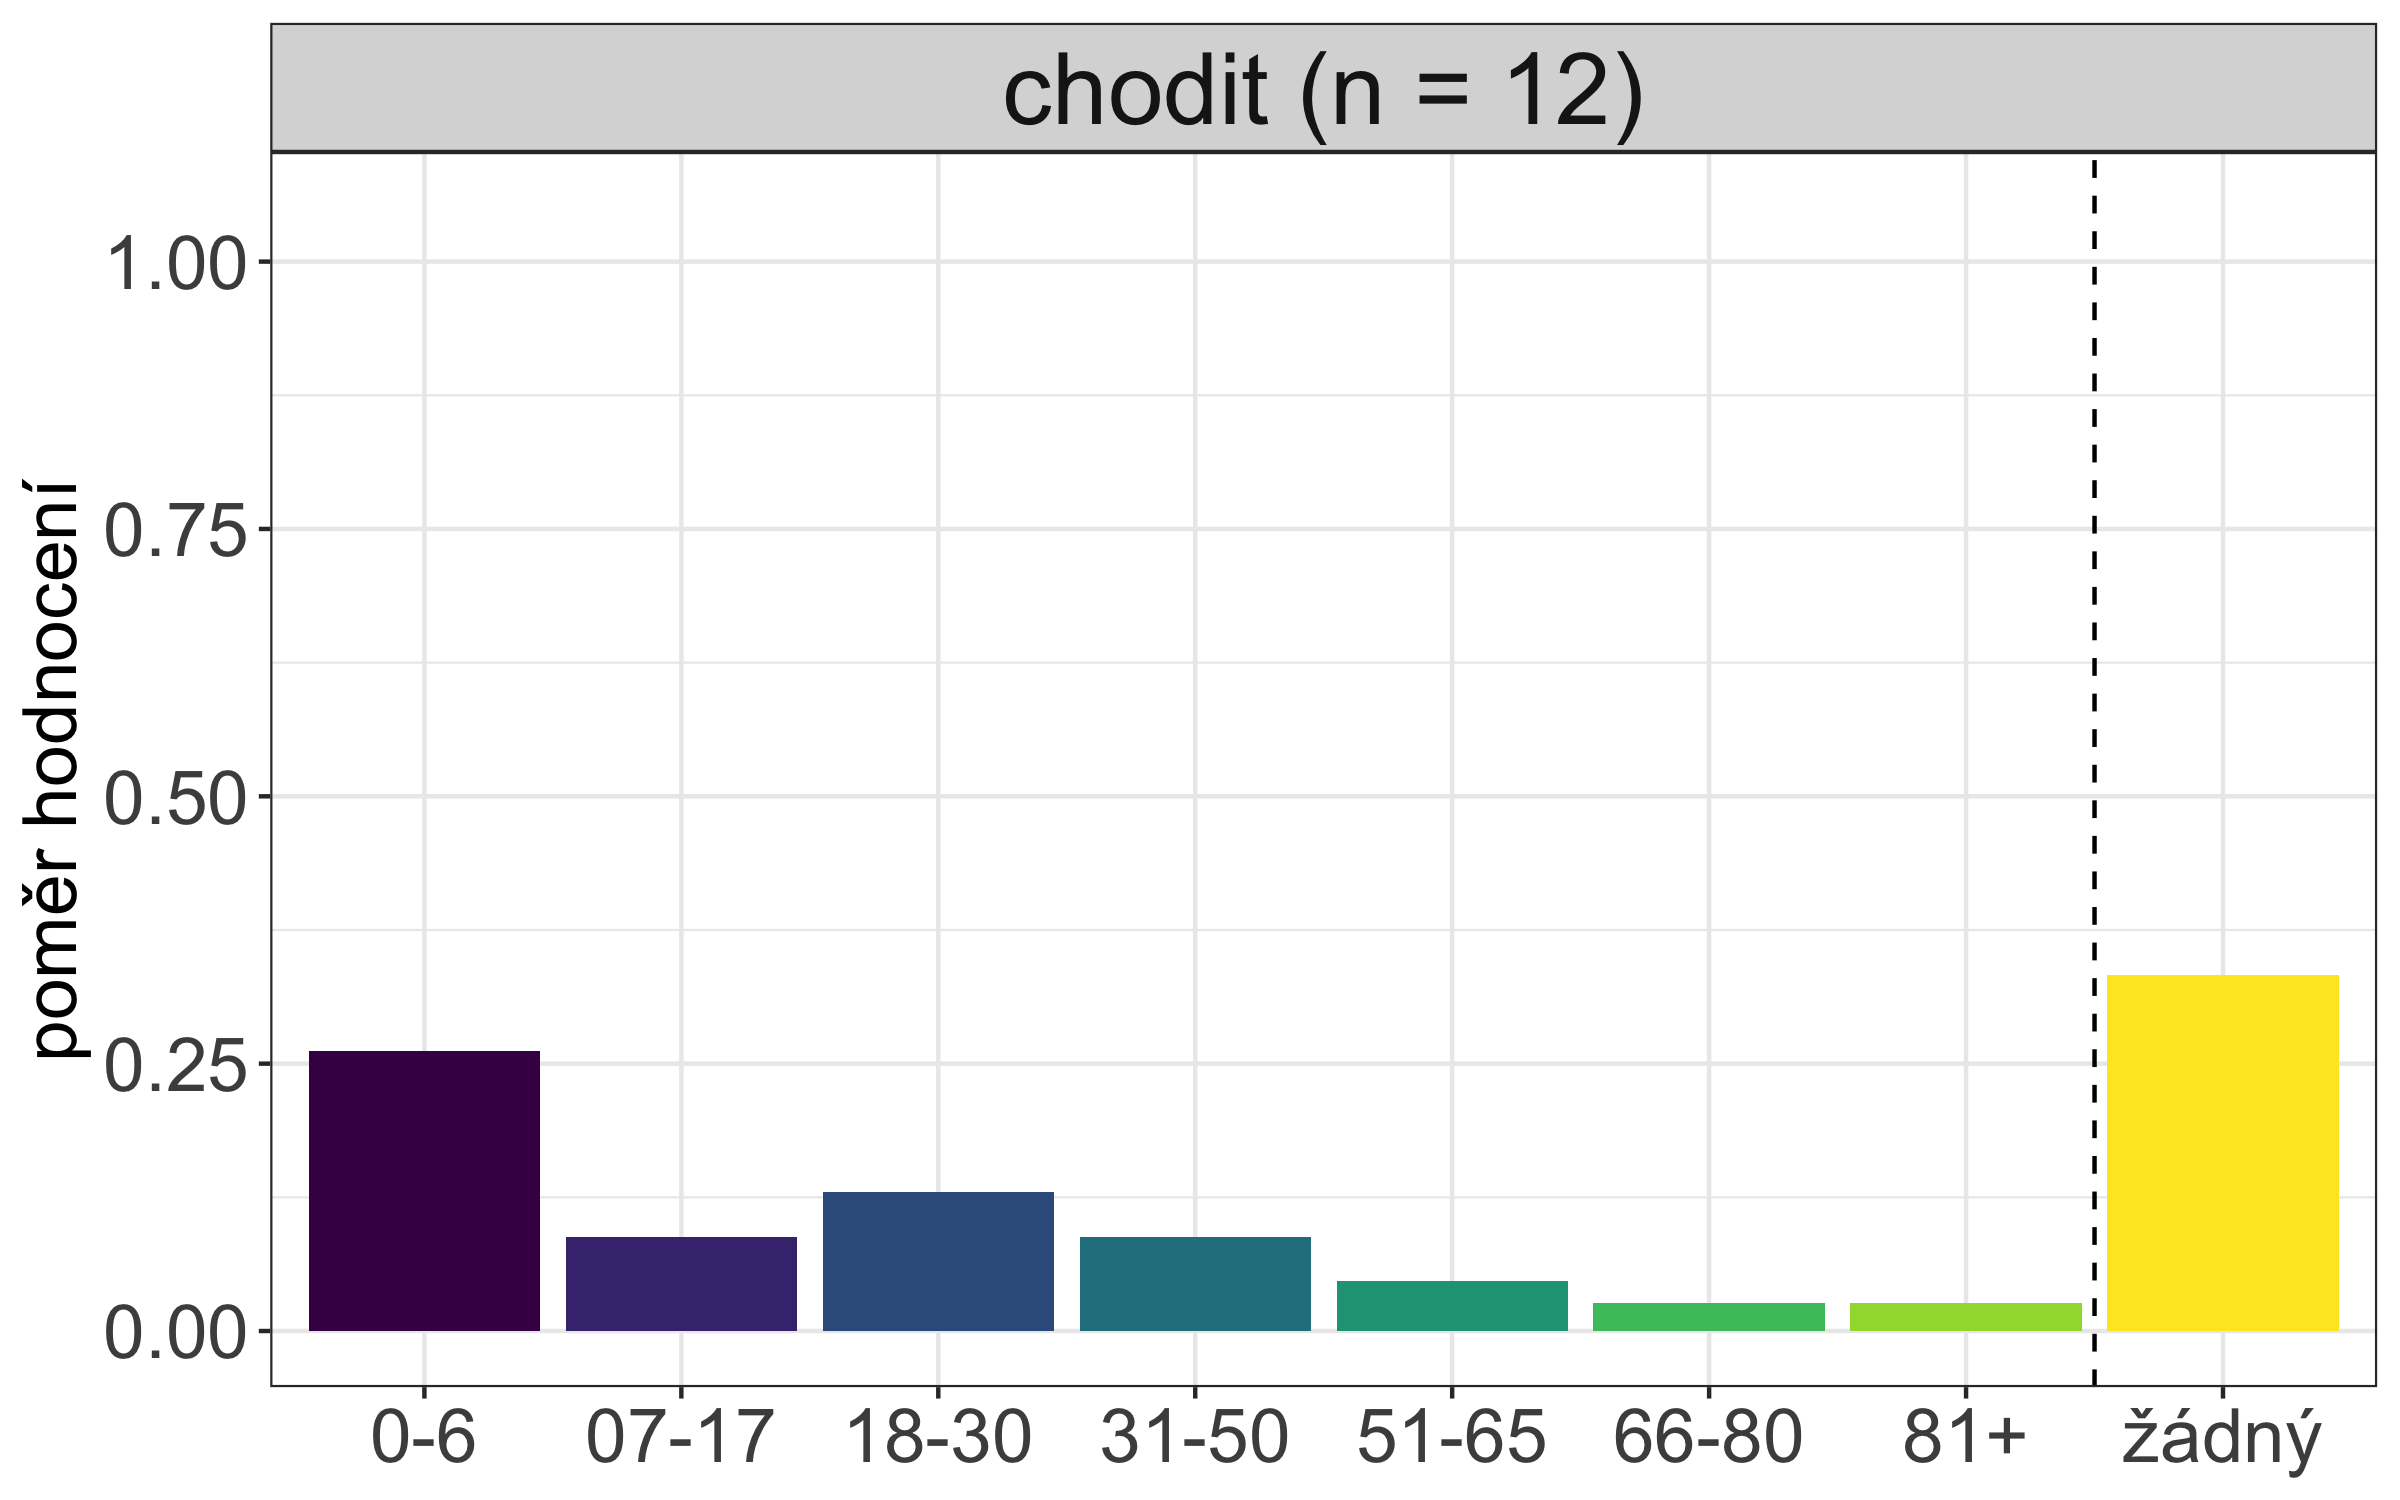 chodit (n = 12)
poměr hodnocení
1.00
0.75
0.50
0.25
0.00
0-6 07-17 18-30 31-50 51-65 66-80 81+ žádný